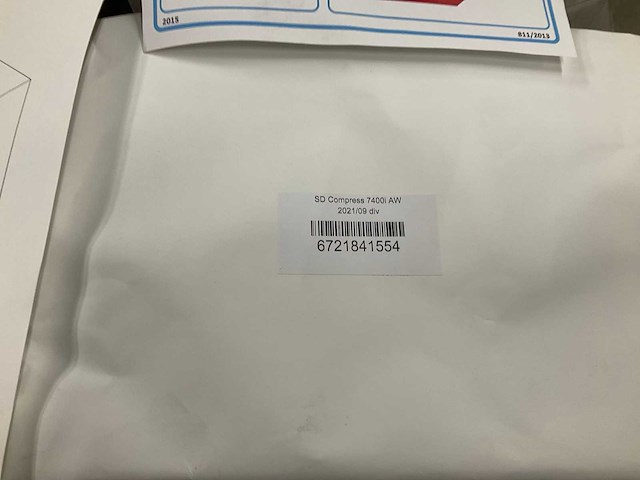 2015
811/2013
SD Compress 7400i AW
2021/09 div
6721841554